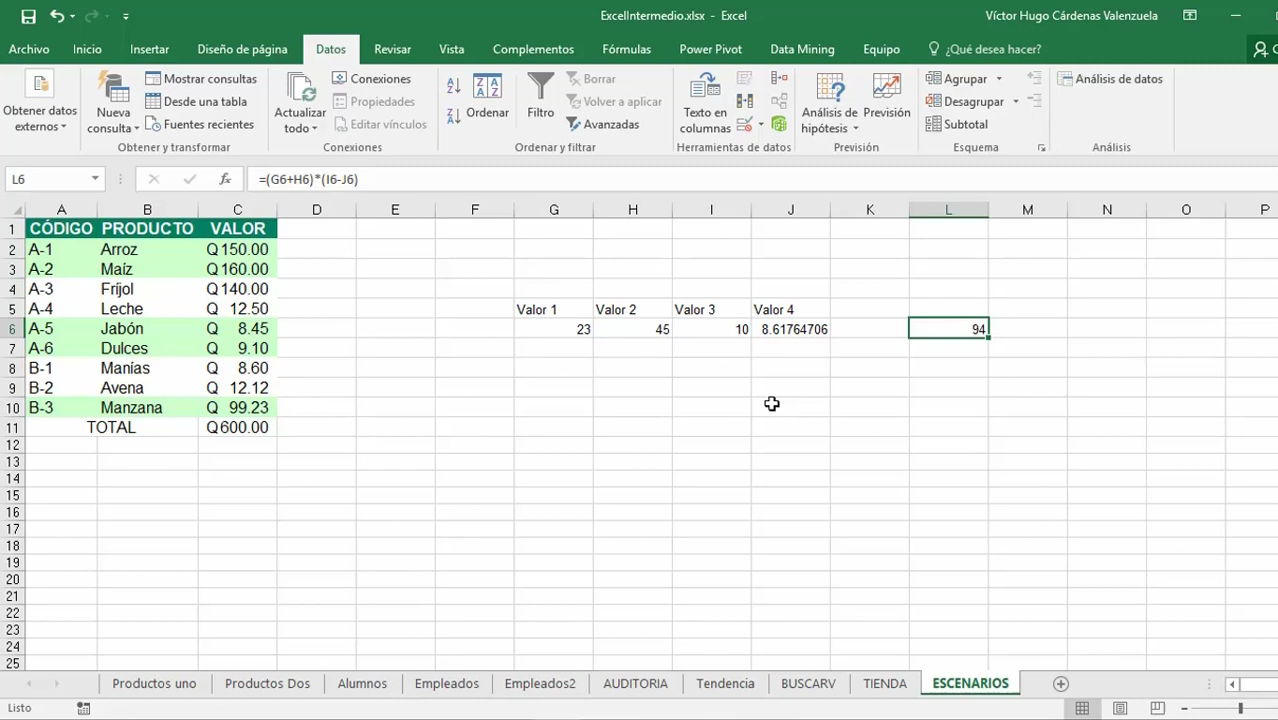 ExcelIntermedio.xlsx - Excel
Víctor Hugo Cárdenas Valenzuela
Archivo Inicio Insertar Diseño de página Datos Revisar Vista Complementos Fórmulas Power Pivot Data Mining Equipo ¿Qué desea hacer?
Obtener datos externos
Nueva consulta
Mostrar consultas
Desde una tabla
Fuentes recientes
Obtener y transformar
Actualizar todo
Conexiones
Propiedades
Editar vínculos
Conexiones
Ordenar
Filtro
Borrar
Volver a aplicar
Avanzadas
Ordenar y filtrar
Texto en columnas
Herramientas de datos
Análisis de hipótesis
Previsión
Previsión
Agrupar
Desagrupar
Subtotal
Esquema
Análisis de datos
Análisis
L6 fx =(G6+H6)*(I6-J6)
A B C D E F G H I J K L M N O P
1 CÓDIGO PRODUCTO VALOR
2 A-1 Arroz Q 150.00
3 A-2 Maíz Q 160.00
4 A-3 Fríjol Q 140.00
5 A-4 Leche Q 12.50 Valor 1 Valor 2 Valor 3 Valor 4
6 A-5 Jabón Q 8.45 23 45 10 8.61764706 94
7 A-6 Dulces Q 9.10
8 B-1 Manías Q 8.60
9 B-2 Avena Q 12.12
10 B-3 Manzana Q 99.23
11 TOTAL Q 600.00
12
13
14
15
16
17
18
19
20
21
22
23
24
25
Productos uno Productos Dos Alumnos Empleados Empleados2 AUDITORIA Tendencia BUSCARV TIENDA ESCENARIOS
Listo